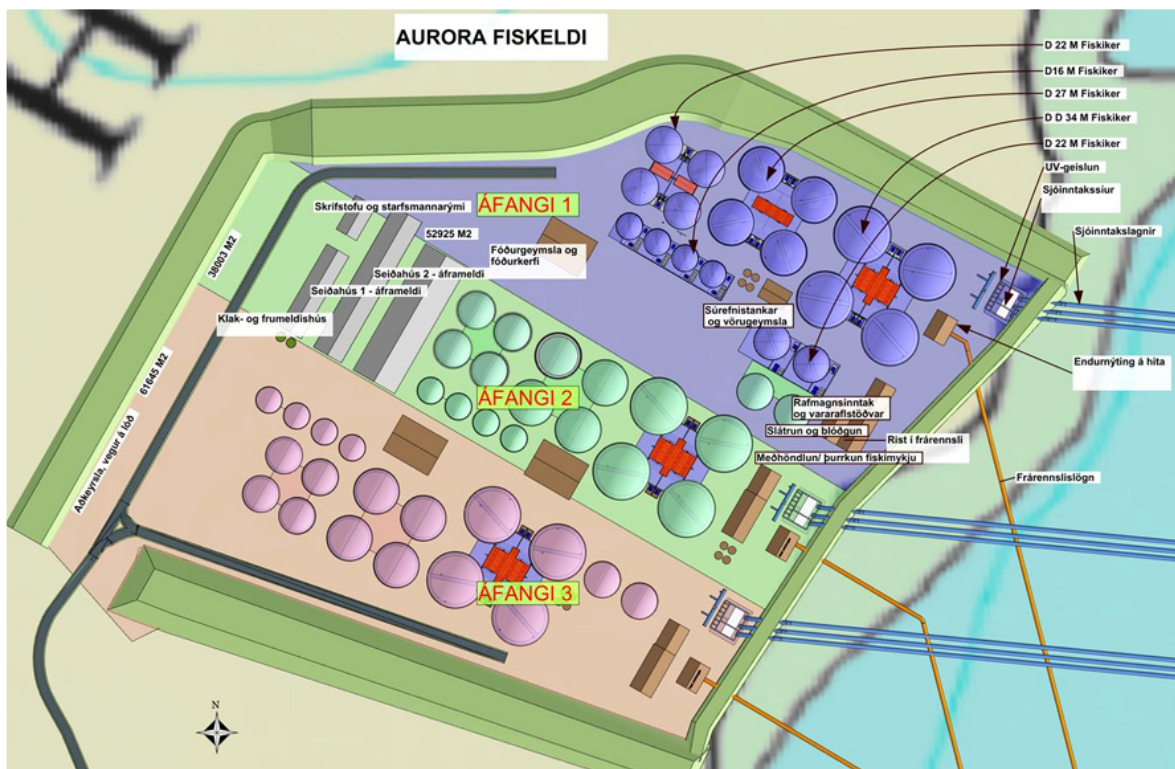 AURORA FISKELDI
D 22 M Fiskiker
D16 M Fiskiker
D 27 M Fiskiker
D D 34 M Fiskiker
D 22 M Fiskiker
UV-geislun
Sjóinntakssíur
Sjóinntakslagnir
Skrifstofu og starfsmannarými
ÁFANGI 1
52925 M2
38003 M2
Fóðurgeymsla og
fóðurkerfi
Seiðahús 2 - áframeldi
Seiðahús 1 - áframeldi
Klak- og frumeldishús
Súrefnistankar
og vörugeymsla
Endurnýting á hita
61645 M2
ÁFANGI 2
Rafmagnsinntak
og vararaflstöðvar
Slátrun og blóðgun
Rist í frárennsli
Meðhöndlun/ þurrkun fiskimykju
Frárennslislögn
Aðkeyrsla, vegur á lóð
ÁFANGI 3
N